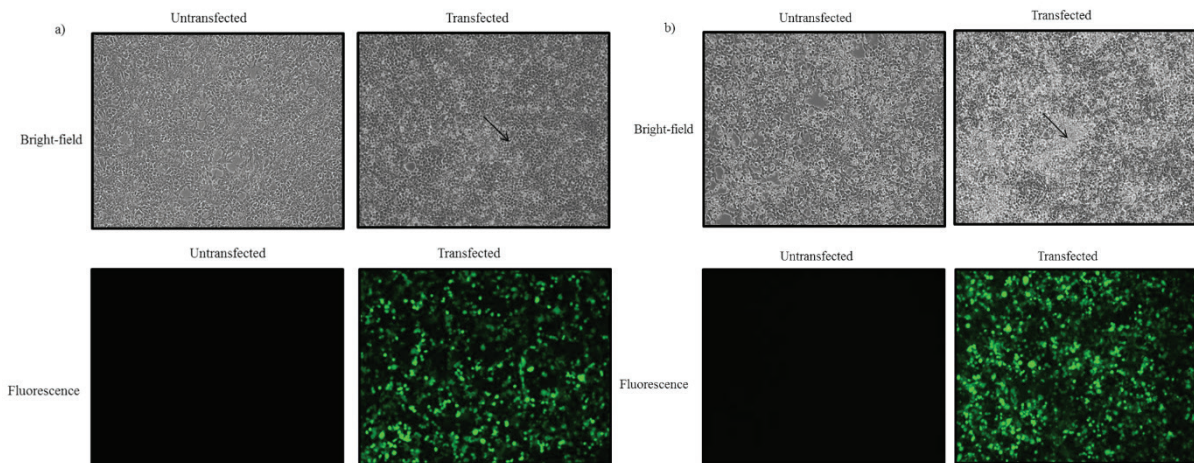 a)
Untransfected
Transfected
Bright-field
Untransfected
Transfected
Fluorescence
b)
Untransfected
Transfected
Bright-field
Untransfected
Transfected
Fluorescence